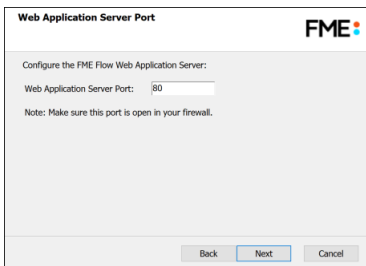 Web Application Server Port
FME
Configure the FME Flow Web Application Server:
Web Application Server Port: 80
Note: Make sure this port is open in your firewall.
Back Next Cancel